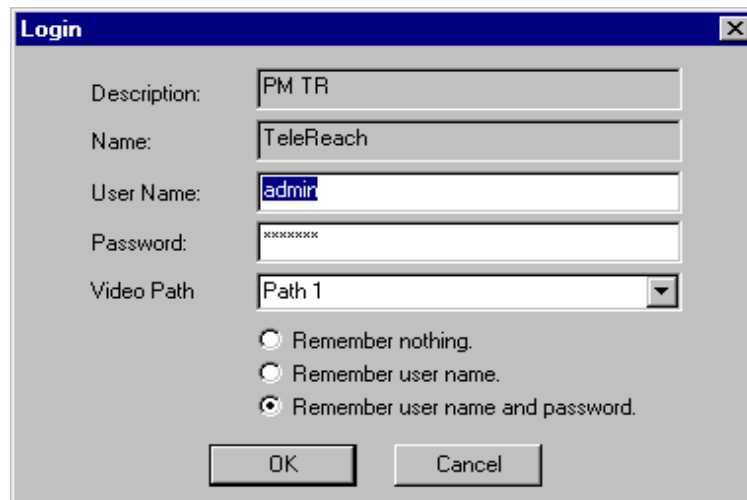 Login
Description: PM TR
Name: TeleReach
User Name: admin
Password: *******
Video Path Path 1
Remember nothing.
Remember user name.
Remember user name and password.
OK Cancel